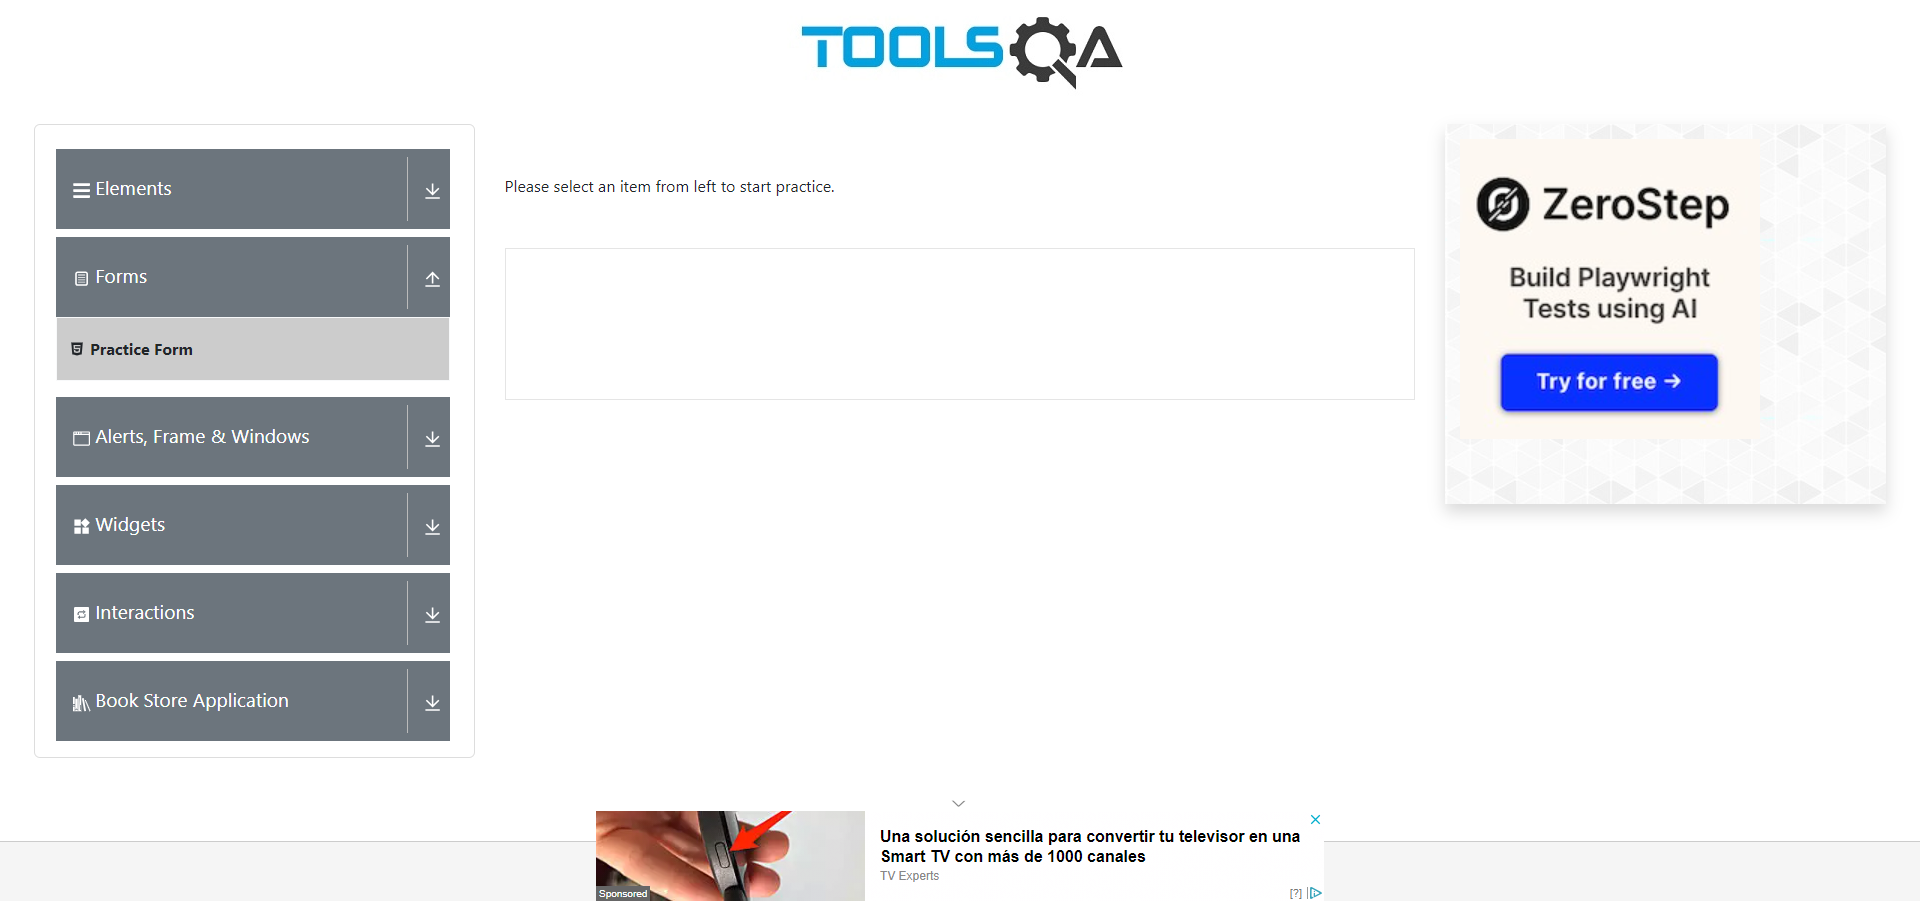 TOOLSQA
Elements
Forms
Practice Form
Alerts, Frame & Windows
Widgets
Interactions
Book Store Application
Please select an item from left to start practice.
ZeroStep
Build Playwright
Tests using AI
Try for free →
Una solución sencilla para convertir tu televisor en una
Smart TV con más de 1000 canales
TV Experts
Sponsored
[?]